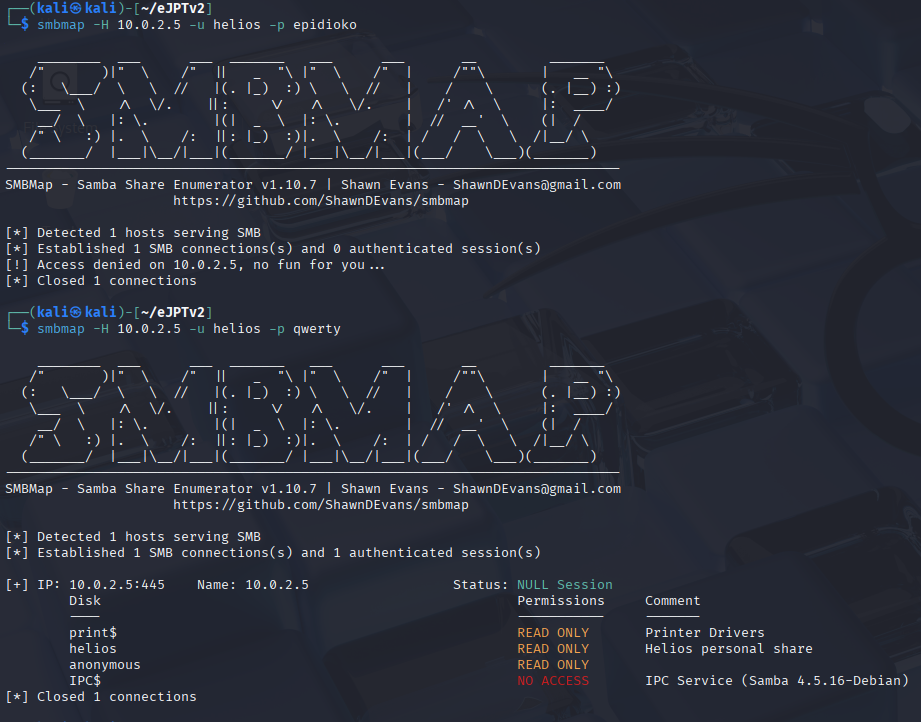 ┌──(kali㉿kali)-[~/eJPTv2]
└─$ smbmap -H 10.0.2.5 -u helios -p epidioko
SMBMap - Samba Share Enumerator v1.10.7 | Shawn Evans - ShawnDEvans@gmail.com
https://github.com/ShawnDEvans/smbmap
[*] Detected 1 hosts serving SMB
[*] Established 1 SMB connections(s) and 0 authenticated session(s)
[!] Access denied on 10.0.2.5, no fun for you...
[*] Closed 1 connections
┌──(kali㉿kali)-[~/eJPTv2]
└─$ smbmap -H 10.0.2.5 -u helios -p qwerty
SMBMap - Samba Share Enumerator v1.10.7 | Shawn Evans - ShawnDEvans@gmail.com
https://github.com/ShawnDEvans/smbmap
[*] Detected 1 hosts serving SMB
[*] Established 1 SMB connections(s) and 1 authenticated session(s)
[+] IP: 10.0.2.5:445 Name: 10.0.2.5 Status: NULL Session
Disk Permissions Comment
---- ----------- -------
print$ READ ONLY Printer Drivers
helios READ ONLY Helios personal share
anonymous READ ONLY
IPC$ NO ACCESS IPC Service (Samba 4.5.16-Debian)
[*] Closed 1 connections